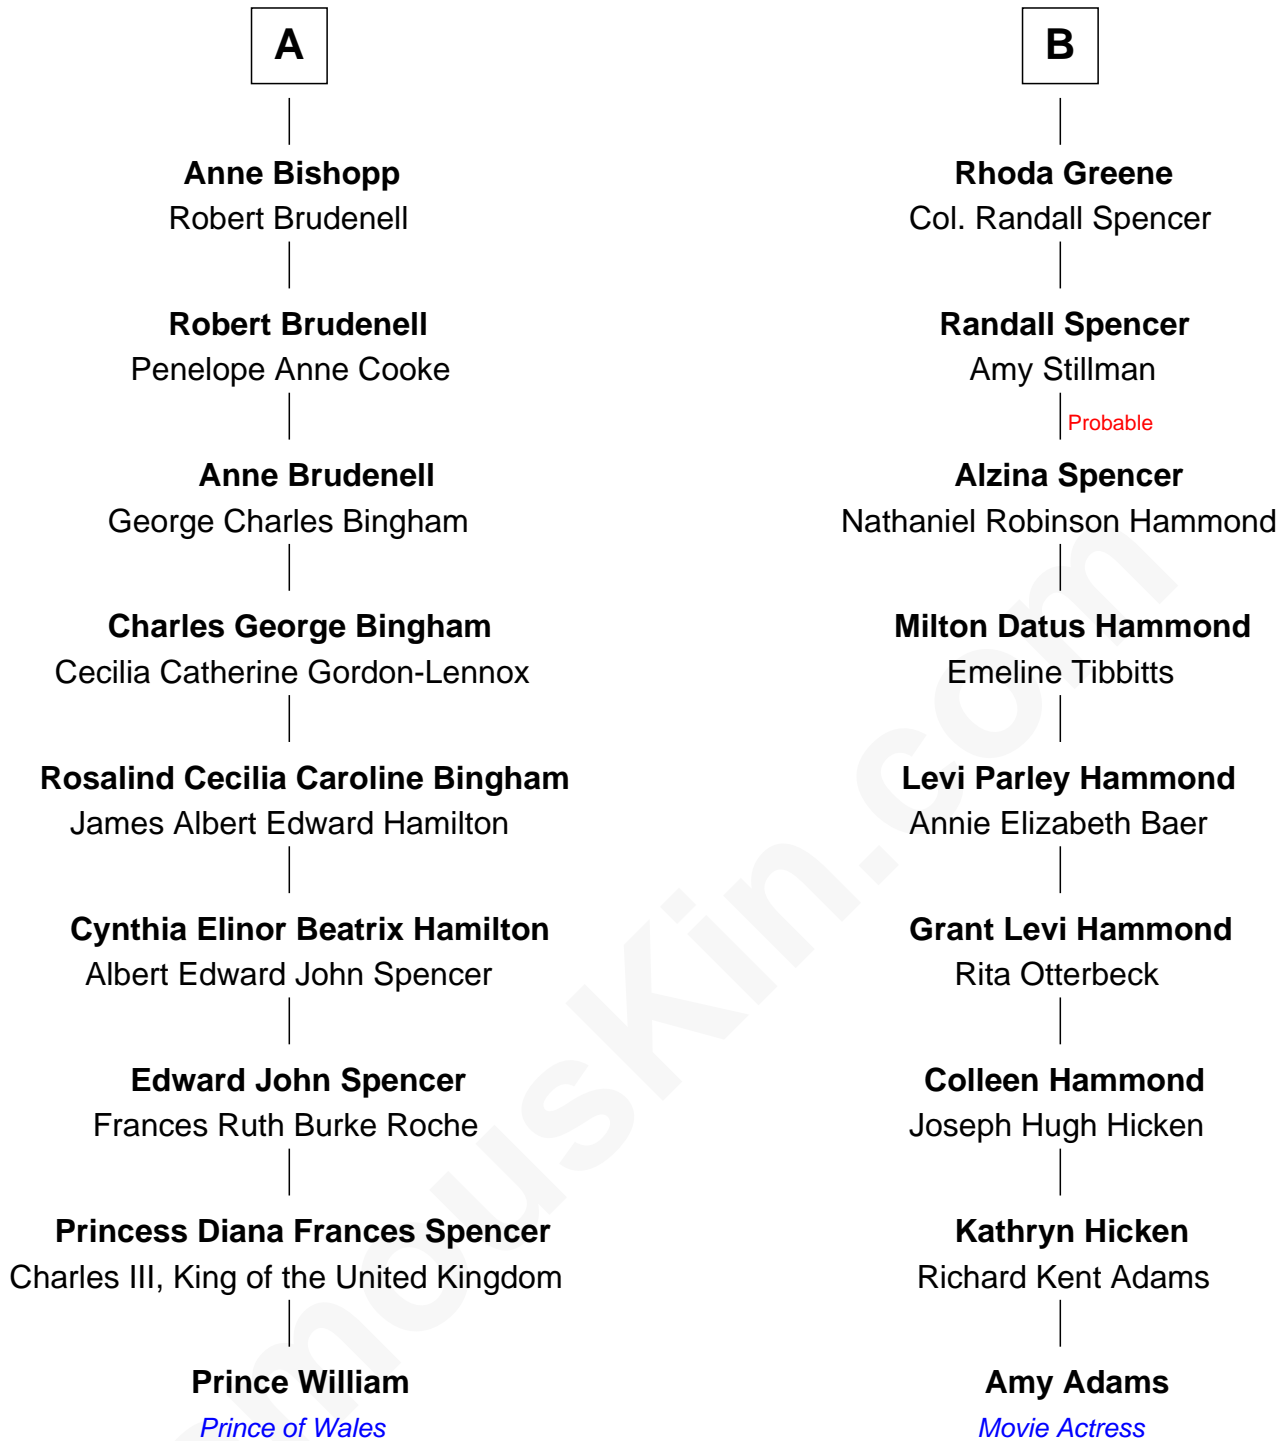 A
Anne Bishopp
Robert Brudenell
Robert Brudenell
Penelope Anne Cooke
Anne Brudenell
George Charles Bingham
Charles George Bingham
Cecilia Catherine Gordon-Lennox
Rosalind Cecilia Caroline Bingham
James Albert Edward Hamilton
Cynthia Elinor Beatrix Hamilton
Albert Edward John Spencer
Edward John Spencer
Frances Ruth Burke Roche
Princess Diana Frances Spencer
Charles III, King of the United Kingdom
Prince William
Prince of Wales
B
Rhoda Greene
Col. Randall Spencer
Randall Spencer
Amy Stillman
Probable
Alzina Spencer
Nathaniel Robinson Hammond
Milton Datus Hammond
Emeline Tibbitts
Levi Parley Hammond
Annie Elizabeth Baer
Grant Levi Hammond
Rita Otterbeck
Colleen Hammond
Joseph Hugh Hicken
Kathryn Hicken
Richard Kent Adams
Amy Adams
Movie Actress
mousKin.com